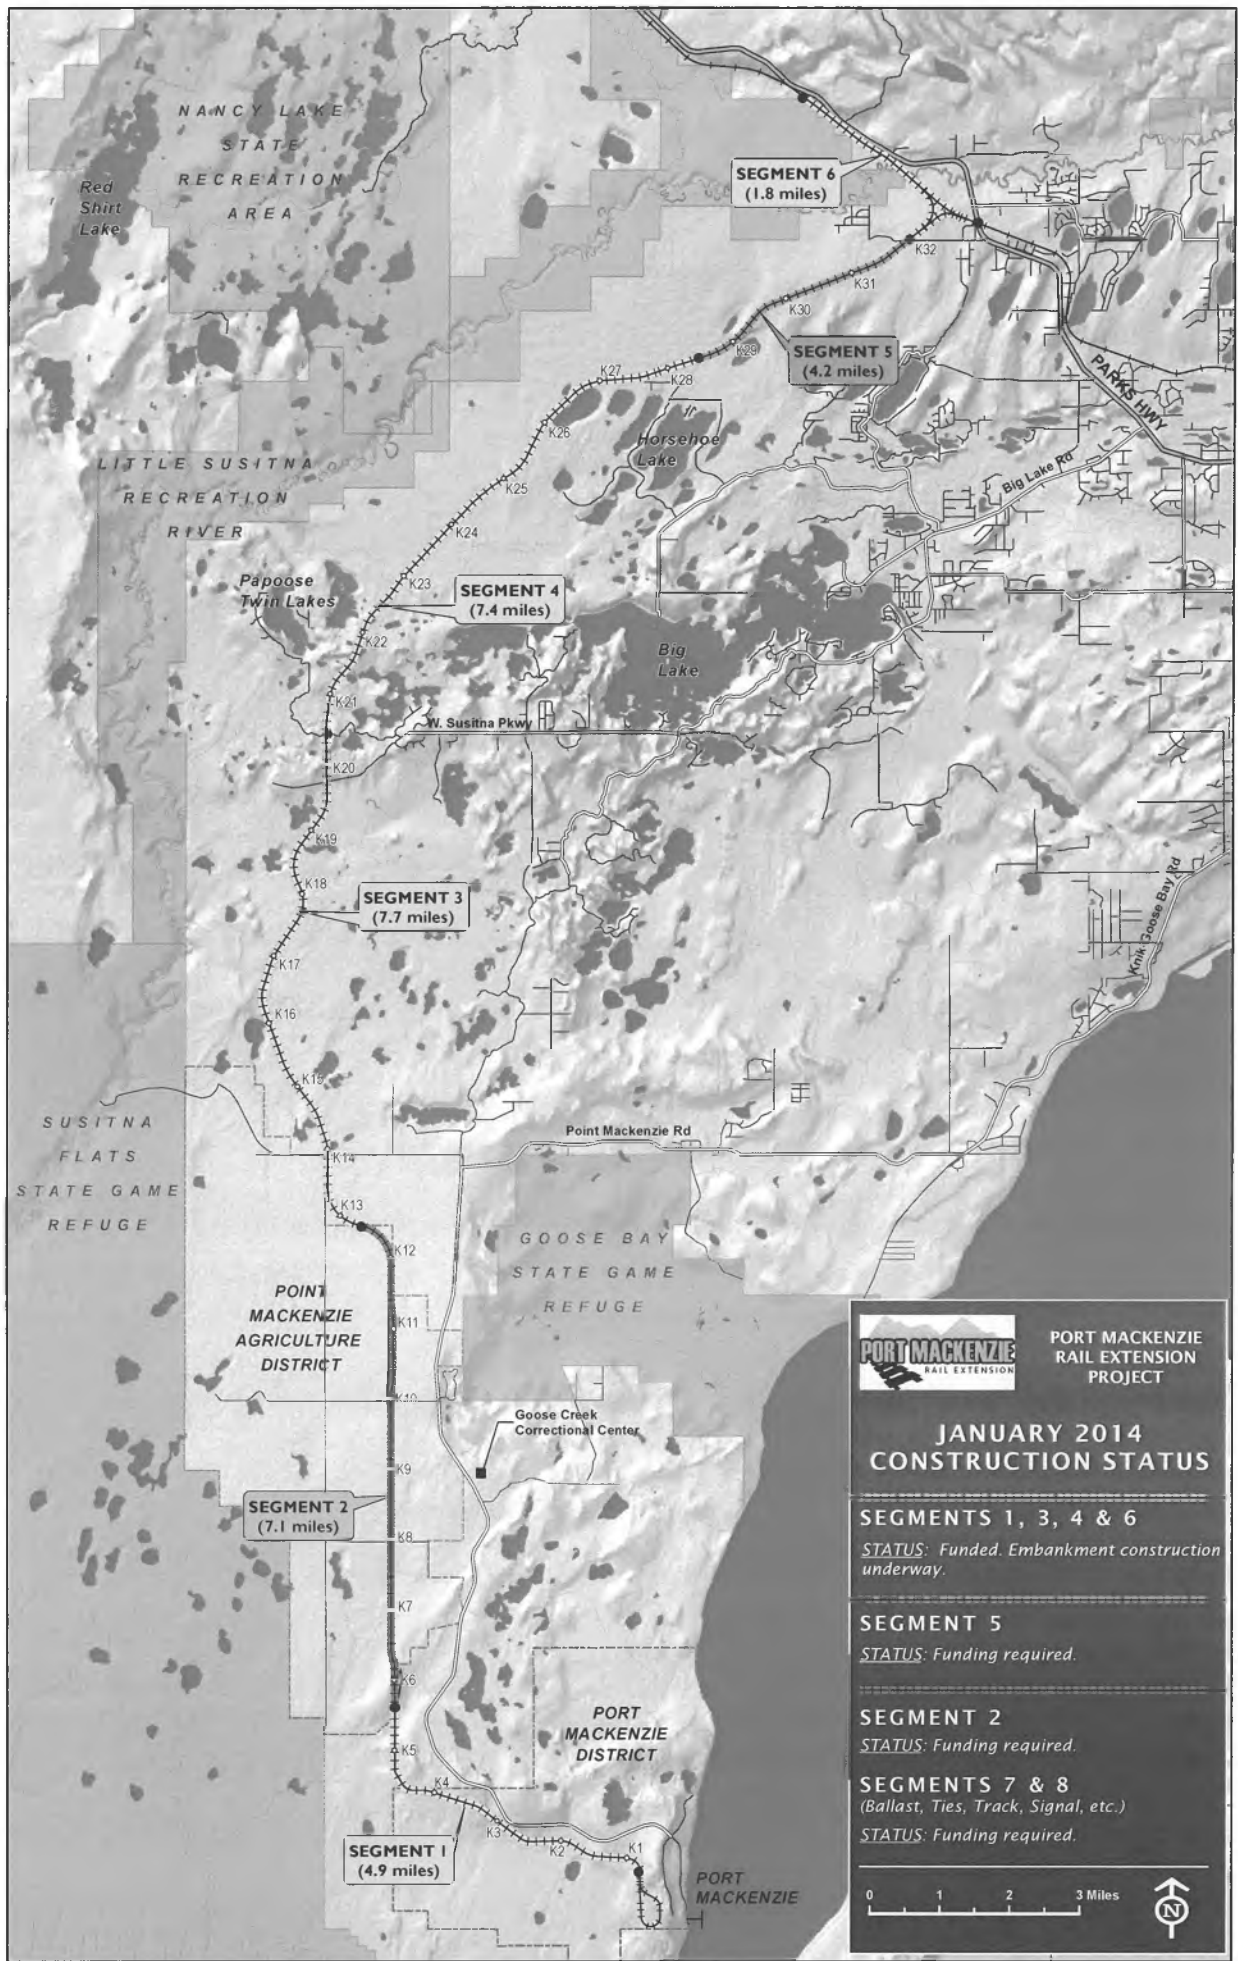 NANCY LAKE
STATE
RECREATION
AREA
Red
Shirt
Lake
SEGMENT 6
(1.8 miles)
K32
K31
K30
K29
SEGMENT 5
(4.2 miles)
K28
K27
K26
Horsehoe
Lake
PARKS HWY
Big Lake Rd
LITTLE SUSITNA
RECREATION
RIVER
K25
K24
K23
Papoose
Twin Lakes
SEGMENT 4
(7.4 miles)
K22
Big
Lake
K21
W. Susitna Pkwy
K20
K19
K18
SEGMENT 3
(7.7 miles)
Knik Goose Bay Rd
K17
K16
K15
SUSITNA
FLATS
STATE GAME
REFUGE
Point Mackenzie Rd
K14
K13
K12
GOOSE BAY
STATE GAME
REFUGE
POINT
MACKENZIE
AGRICULTURE
DISTRICT
K11
K10
Goose Creek
Correctional Center
K9
SEGMENT 2
(7.1 miles)
K8
K7
K6
PORT
MACKENZIE
DISTRICT
K5
K4
K3
K2
K1
SEGMENT 1
(4.9 miles)
PORT
MACKENZIE
PORT MACKENZIE
RAIL EXTENSION
PORT MACKENZIE
RAIL EXTENSION
PROJECT
JANUARY 2014
CONSTRUCTION STATUS
SEGMENTS 1, 3, 4 & 6
STATUS: Funded. Embankment construction
underway.
SEGMENT 5
STATUS: Funding required.
SEGMENT 2
STATUS: Funding required.
SEGMENTS 7 & 8
(Ballast, Ties, Track, Signal, etc.)
STATUS: Funding required.
0 1 2 3 Miles
N